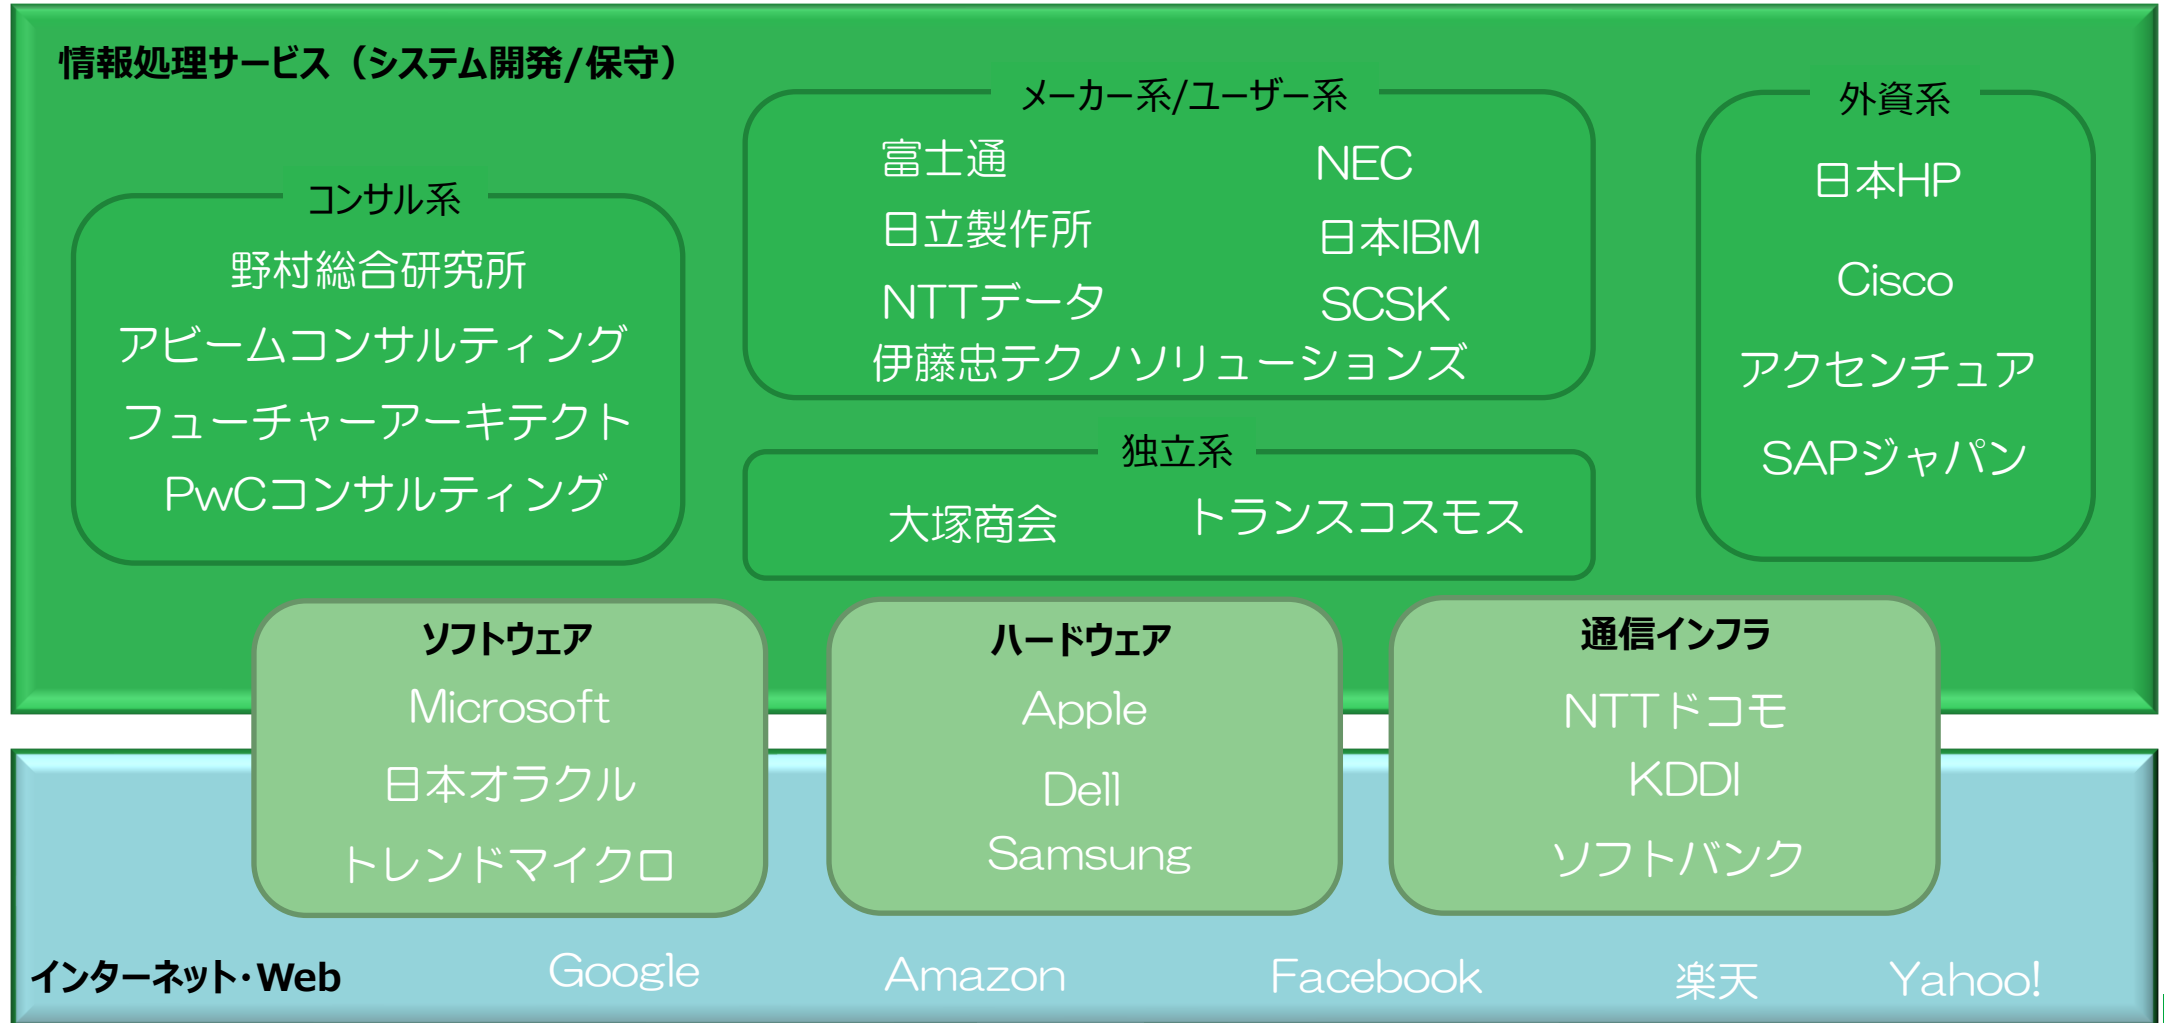 情報処理サービス（システム開発/保守）
コンサル系
野村総合研究所
アビームコンサルティング
フューチャーアーキテクト
PwCコンサルティング
メーカー系/ユーザー系
富士通 NEC
日立製作所 日本IBM
NTTデータ SCSK
伊藤忠テクノソリューションズ
独立系
大塚商会 トランスコスモス
外資系
日本HP
Cisco
アクセンチュア
SAPジャパン
ソフトウェア
Microsoft
日本オラクル
トレンドマイクロ
ハードウェア
Apple
Dell
Samsung
通信インフラ
NTTドコモ
KDDI
ソフトバンク
インターネット・Web Google Amazon Facebook 楽天 Yahoo!